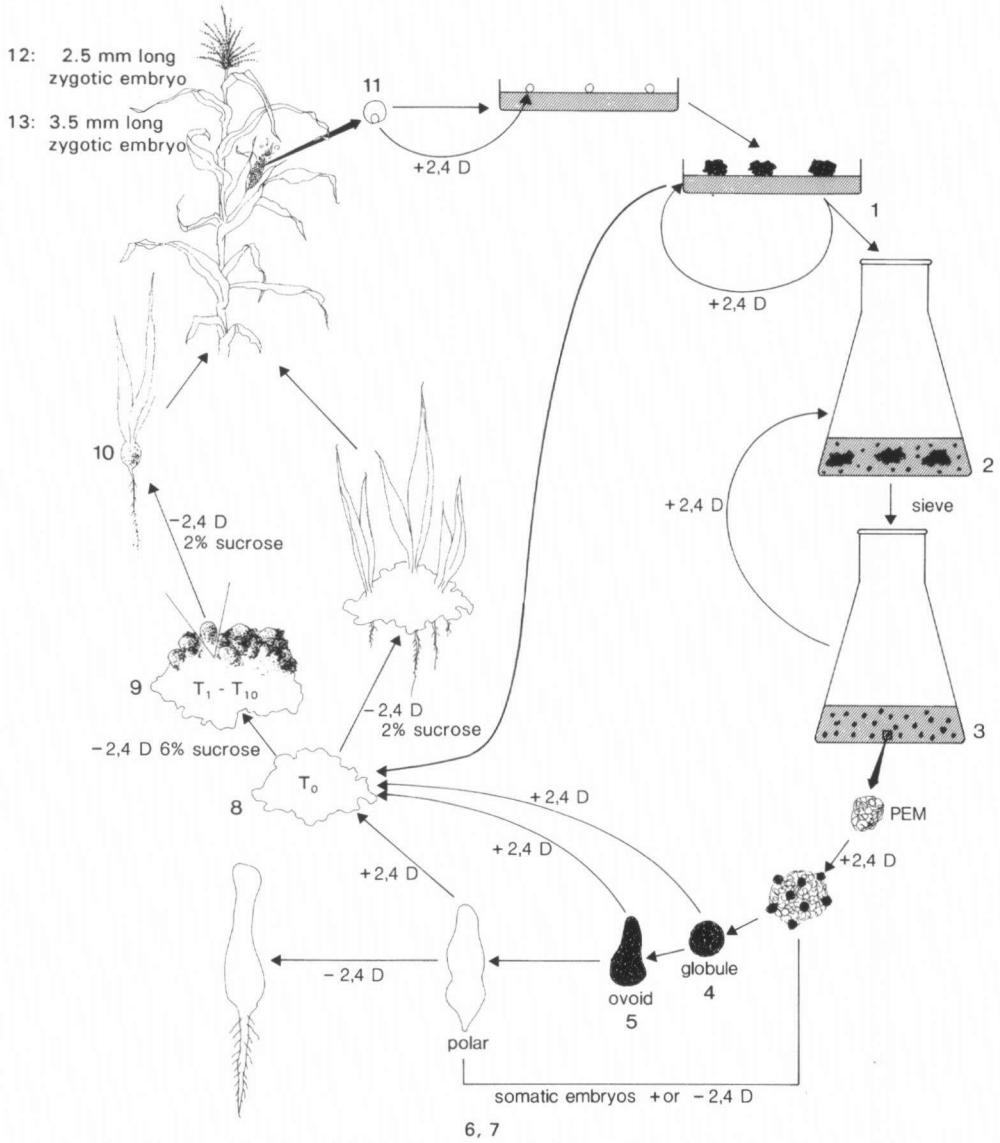 12: 2.5 mm long
zygotic embryo
13: 3.5 mm long
zygotic embryo
11
+2,4 D
1
+2,4 D
2
+2,4 D
sieve
3
10
−2,4 D
2% sucrose
9
T1 - T10
−2,4 D
2% sucrose
−2,4 D 6% sucrose
T0
8
+2,4 D
PEM
+2,4 D
+2,4 D
+2,4 D
− 2,4 D
globule
4
ovoid
5
polar
somatic embryos + or − 2,4 D
6, 7